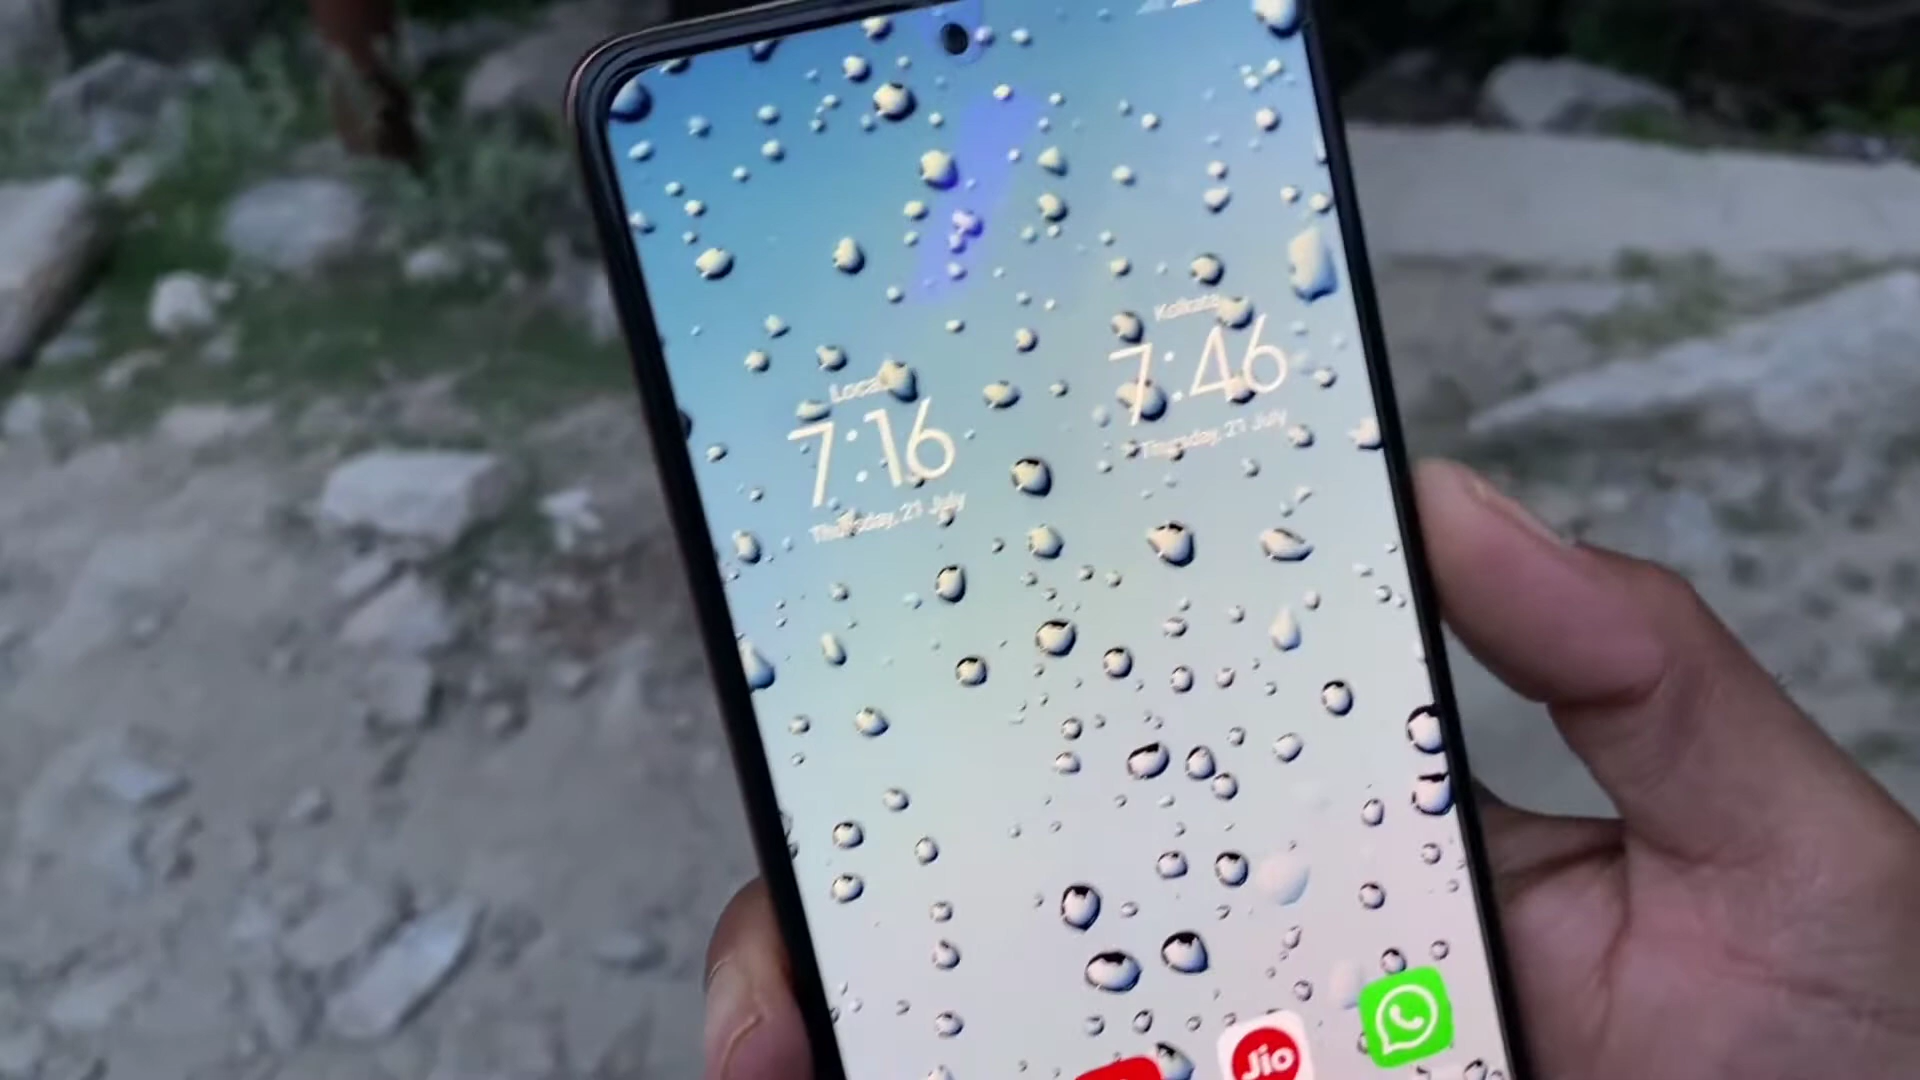 Local
7:16
Thursday, 21 July
Kolkata
7:46
Thursday, 21 July
Jio